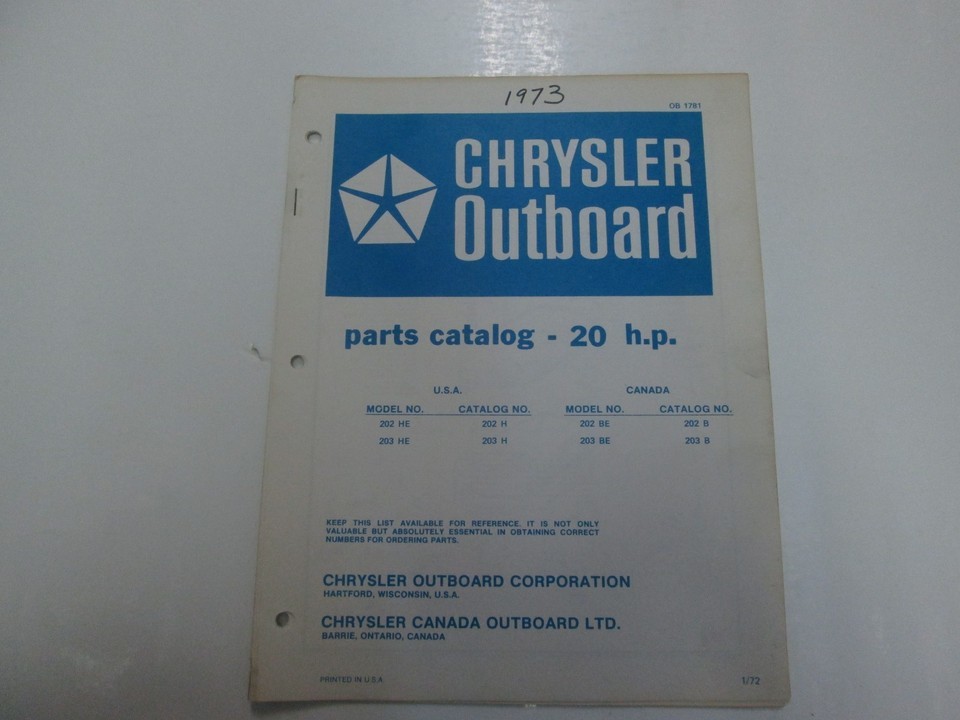 1973
OB 1781
CHRYSLER
Outboard
parts catalog - 20 h.p.
U.S.A. CANADA
MODEL NO. CATALOG NO. MODEL NO. CATALOG NO.
202 HE 202 H 202 BE 202 B
203 HE 203 H 203 BE 203 B
KEEP THIS LIST AVAILABLE FOR REFERENCE. IT IS NOT ONLY
VALUABLE BUT ABSOLUTELY ESSENTIAL IN OBTAINING CORRECT
NUMBERS FOR ORDERING PARTS.
CHRYSLER OUTBOARD CORPORATION
HARTFORD, WISCONSIN, U.S.A.
CHRYSLER CANADA OUTBOARD LTD.
BARRIE, ONTARIO, CANADA
PRINTED IN U.S.A 1/72